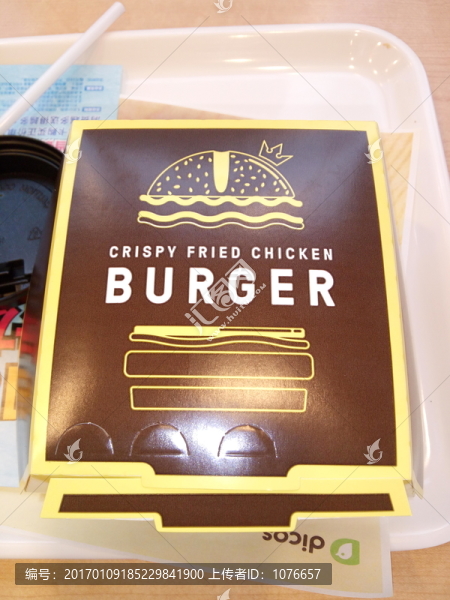 CRISPY FRIED CHICKEN
BURGER
dicos
编号：20170109185229841900 上传者ID：1076657